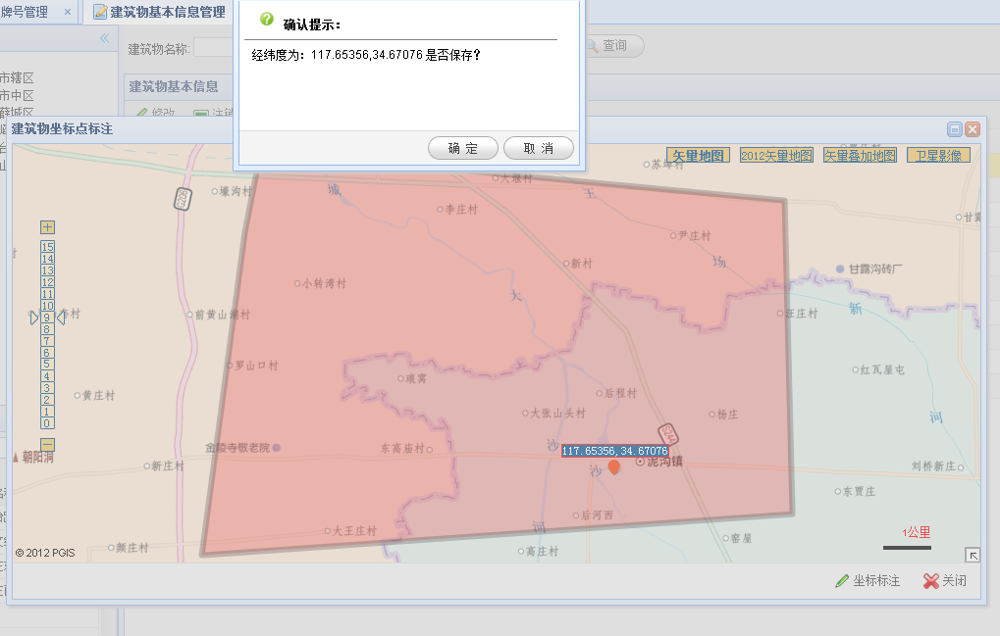 牌号管理 × 建筑物基本信息管理
确认提示：
经纬度为：117.65356,34.67076 是否保存？
确 定 取 消
建筑物名称:
查询
市辖区
市中区
薛城区
建筑物基本信息
修改 注销
建筑物坐标点标注
矢量地图 2012矢量地图 矢量叠加地图 卫星影像
G206
壕沟村
大堰村
城
王
李庄村
尹庄村
场
新村
甘露沟砖厂
小转湾村
大
前黄山湖村
汪庄村
新
罗山口村
琅窝
红瓦屋屯
黄庄村
后程村
大张山头村
杨庄
河
S244
金陵寺敬老院
东高庙村
沙
117.65356, 34.67076
泥沟镇
朝阳洞
新庄村
沙
刘桥新庄
东贾庄
后河西
大王庄村
河
窑屋
颜庄村
高庄村
+
15
14
13
12
11
10
9
8
7
6
5
4
3
2
1
0
1公里
© 2012 PGIS
坐标标注 关闭